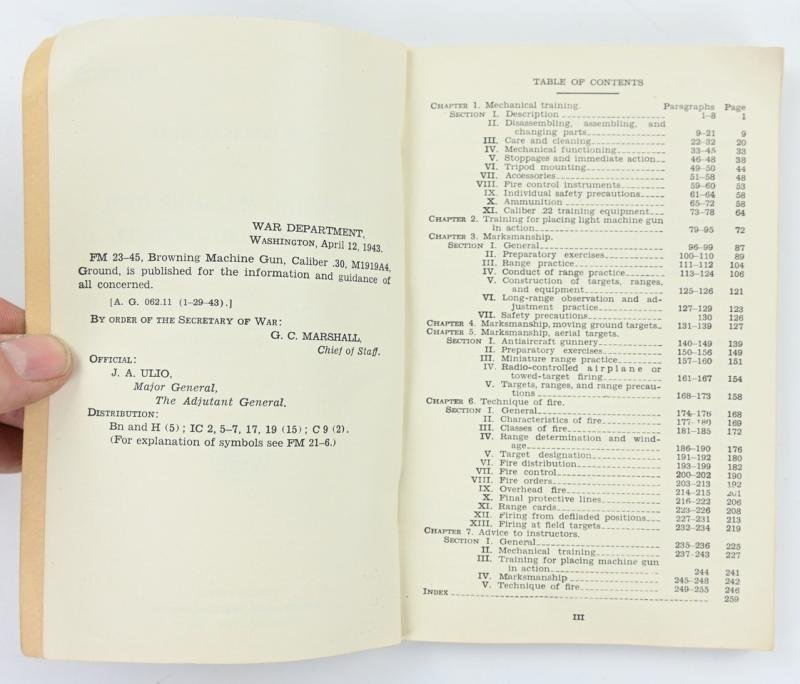 WAR DEPARTMENT,
WASHINGTON, April 12, 1943.
FM 23–45, Browning Machine Gun, Caliber .30, M1919A4,
Ground, is published for the information and guidance of
all concerned.
[A. G. 062.11 (1–29–43).]
BY ORDER OF THE SECRETARY OF WAR:
G. C. MARSHALL,
Chief of Staff.
OFFICIAL:
J. A. ULIO,
Major General,
The Adjutant General.
DISTRIBUTION:
Bn and H (5); IC 2, 5–7, 17, 19 (15); C 9 (2).
(For explanation of symbols see FM 21–6.)
TABLE OF CONTENTS
CHAPTER 1. Mechanical training. Paragraphs Page
SECTION I. Description 1–8 1
II. Disassembling, assembling, and
changing parts 9–21 9
III. Care and cleaning 22–32 20
IV. Mechanical functioning 33–45 33
V. Stoppages and immediate action 46–48 38
VI. Tripod mounting 49–50 44
VII. Accessories 51–58 48
VIII. Fire control instruments 59–60 53
IX. Individual safety precautions 61–64 58
X. Ammunition 65–72 58
XI. Caliber .22 training equipment 73–78 64
CHAPTER 2. Training for placing light machine gun
in action 79–95 72
CHAPTER 3. Marksmanship.
SECTION I. General 96–99 87
II. Preparatory exercises 100–110 89
III. Range practice 111–112 104
IV. Conduct of range practice 113–124 106
V. Construction of targets, ranges,
and equipment 125–126 121
VI. Long-range observation and ad-
justment practice 127–129 123
VII. Safety precautions 130 126
CHAPTER 4. Marksmanship, moving ground targets 131–139 127
CHAPTER 5. Marksmanship, aerial targets.
SECTION I. Antiaircraft gunnery 140–149 139
II. Preparatory exercises 150–156 149
III. Miniature range practice 157–160 151
IV. Radio-controlled airplane or
towed-target firing 161–167 154
V. Targets, ranges, and range precau-
tions 168–173 158
CHAPTER 6. Technique of fire.
SECTION I. General 174–176 168
II. Characteristics of fire 177–180 169
III. Classes of fire 181–185 172
IV. Range determination and wind-
age 186–190 176
V. Target designation 191–192 180
VI. Fire distribution 193–199 182
VII. Fire control 200–202 190
VIII. Fire orders 203–213 192
IX. Overhead fire 214–215 201
X. Final protective lines 216–222 206
XI. Range cards 223–226 208
XII. Firing from defiladed positions 227–231 213
XIII. Firing at field targets 232–234 219
CHAPTER 7. Advice to instructors.
SECTION I. General 235–236 225
II. Mechanical training 237–243 227
III. Training for placing machine gun
in action 244 241
IV. Marksmanship 245–248 242
V. Technique of fire 249–255 246
INDEX 259
III